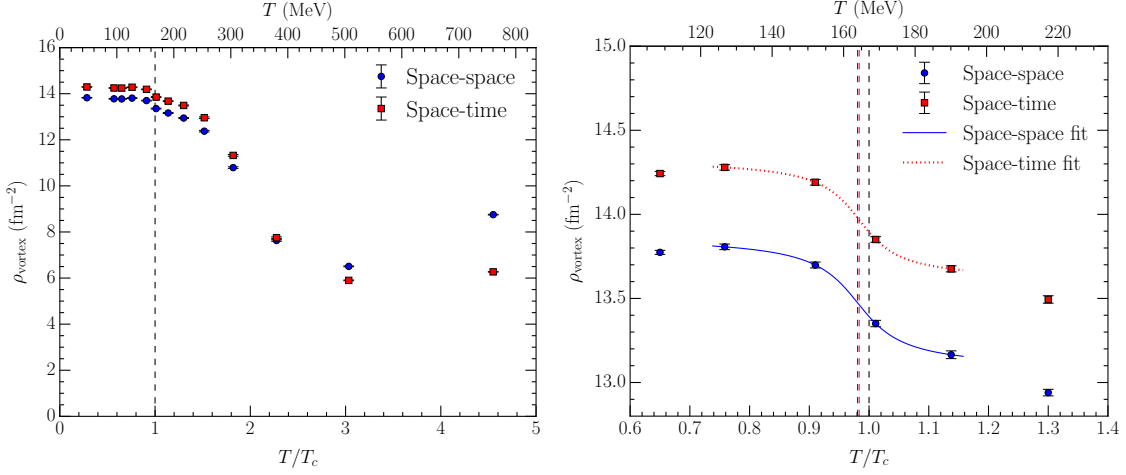 T (MeV)
0 100 200 300 400 500 600 700 800
16
14
12
10
8
6
4
2
0
ρvortex (fm−2)
Space-space
Space-time
0 1 2 3 4 5
T/Tc
T (MeV)
120 140 160 180 200 220
15.0
14.5
14.0
13.5
13.0
ρvortex (fm−2)
Space-space
Space-time
Space-space fit
Space-time fit
0.6 0.7 0.8 0.9 1.0 1.1 1.2 1.3 1.4
T/Tc